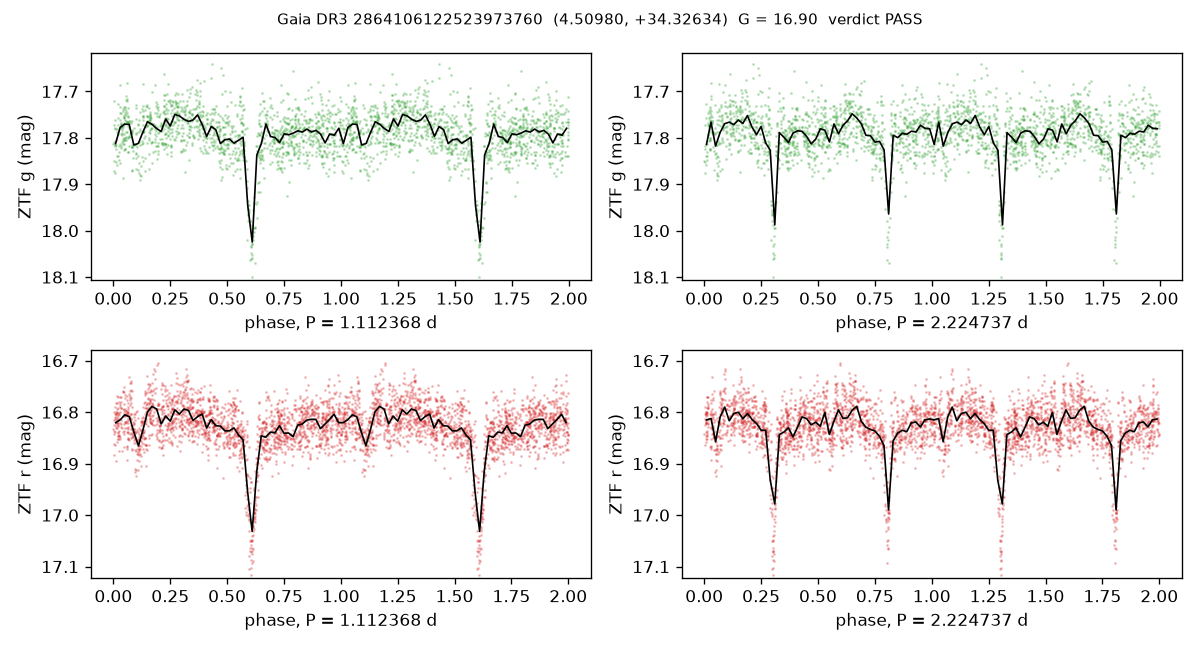 Gaia DR3 2864106122523973760  (4.50980, +34.32634)  G = 16.90  verdict PASS
ZTF g (mag)
17.7
17.8
17.9
18.0
18.1
0.00 0.25 0.50 0.75 1.00 1.25 1.50 1.75 2.00
phase, P = 1.112368 d
ZTF g (mag)
17.7
17.8
17.9
18.0
18.1
0.00 0.25 0.50 0.75 1.00 1.25 1.50 1.75 2.00
phase, P = 2.224737 d
ZTF r (mag)
16.7
16.8
16.9
17.0
17.1
0.00 0.25 0.50 0.75 1.00 1.25 1.50 1.75 2.00
phase, P = 1.112368 d
ZTF r (mag)
16.7
16.8
16.9
17.0
17.1
0.00 0.25 0.50 0.75 1.00 1.25 1.50 1.75 2.00
phase, P = 2.224737 d